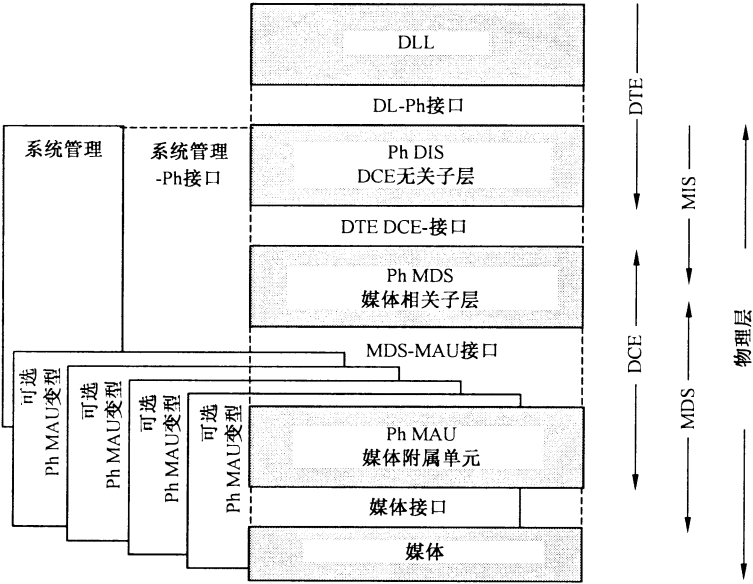 DLL
DL-Ph接口
系统管理
系统管理
-Ph接口
Ph DIS
DCE无关子层
DTE DCE-接口
Ph MDS
媒体相关子层
MDS-MAU接口
可选
Ph MAU变型
可选
Ph MAU变型
可选
Ph MAU变型
可选
Ph MAU变型
Ph MAU
媒体附属单元
媒体接口
媒体
DTE
MIS
DCE
MDS
物理层